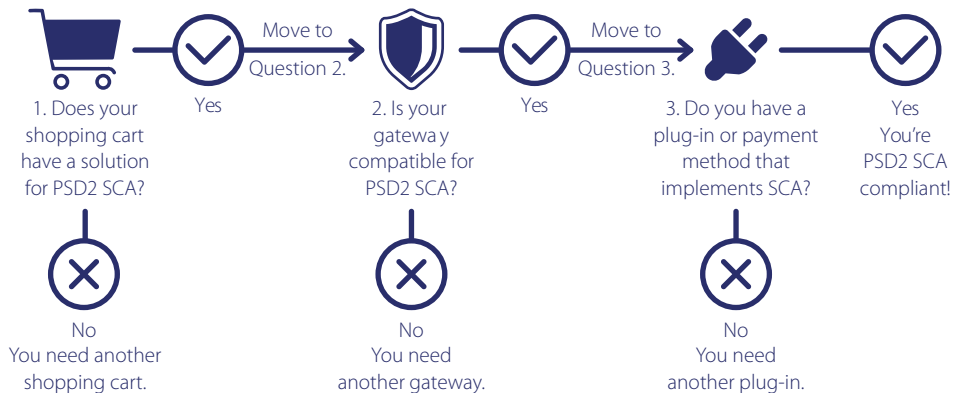 Move to
Question 2.
Move to
Question 3.
1. Does your
shopping cart
have a solution
for PSD2 SCA?
Yes
2. Is your
gateway
compatible for
PSD2 SCA?
Yes
3. Do you have a
plug-in or payment
method that
implements SCA?
Yes
You're
PSD2 SCA
compliant!
No
You need another
shopping cart.
No
You need
another gateway.
No
You need
another plug-in.